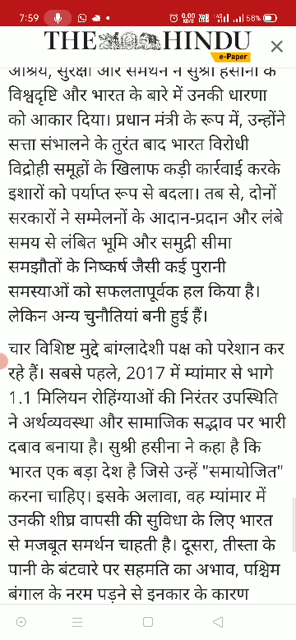 7:59
0.00 KB/S
4G
58%
THE HINDU
e-Paper
आश्रय, सुरक्षा और समर्थन ने सुश्री हसीना के
विश्वदृष्टि और भारत के बारे में उनकी धारणा
को आकार दिया। प्रधान मंत्री के रूप में, उन्होंने
सत्ता संभालने के तुरंत बाद भारत विरोधी
विद्रोही समूहों के खिलाफ कड़ी कार्रवाई करके
इशारों को पर्याप्त रूप से बदला। तब से, दोनों
सरकारों ने सम्मेलनों के आदान-प्रदान और लंबे
समय से लंबित भूमि और समुद्री सीमा
समझौतों के निष्कर्ष जैसी कई पुरानी
समस्याओं को सफलतापूर्वक हल किया है।
लेकिन अन्य चुनौतियां बनी हुई हैं।
चार विशिष्ट मुद्दे बांग्लादेशी पक्ष को परेशान कर
रहे हैं। सबसे पहले, 2017 में म्यांमार से भागे
1.1 मिलियन रोहिंग्याओं की निरंतर उपस्थिति
ने अर्थव्यवस्था और सामाजिक सद्भाव पर भारी
दबाव बनाया है। सुश्री हसीना ने कहा है कि
भारत एक बड़ा देश है जिसे उन्हें "समायोजित"
करना चाहिए। इसके अलावा, वह म्यांमार में
उनकी शीघ्र वापसी की सुविधा के लिए भारत
से मजबूत समर्थन चाहती है। दूसरा, तीस्ता के
पानी के बंटवारे पर सहमति का अभाव, पश्चिम
बंगाल के नरम पड़ने से इनकार के कारण